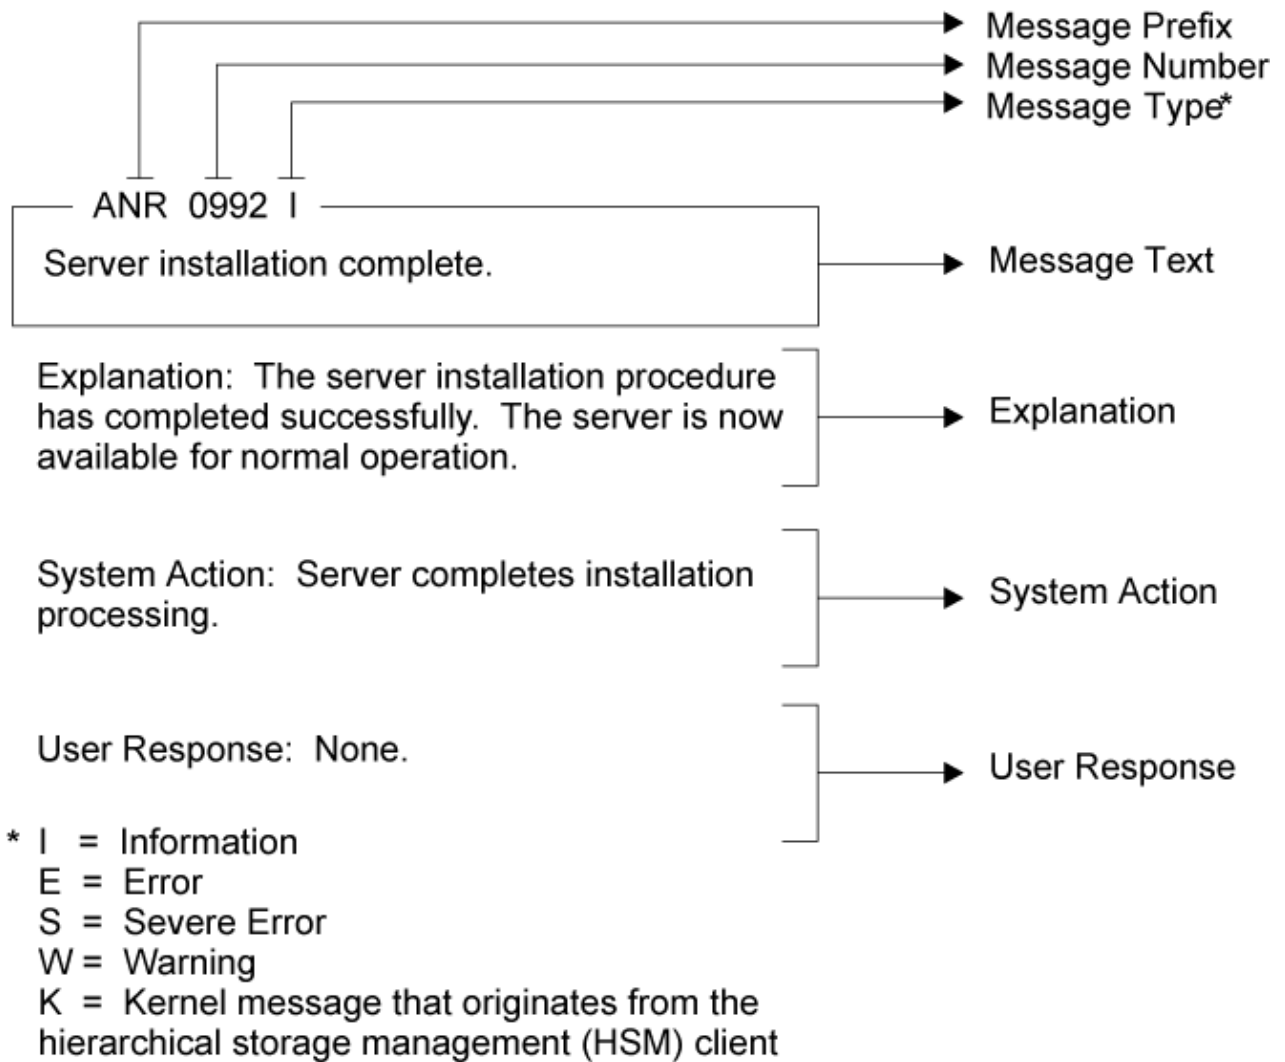 Message Prefix
Message Number
Message Type*
ANR 0992 I
Server installation complete.
Message Text
Explanation: The server installation procedure
has completed successfully. The server is now
available for normal operation.
Explanation
System Action: Server completes installation
processing.
System Action
User Response: None.
User Response
* I = Information
E = Error
S = Severe Error
W = Warning
K = Kernel message that originates from the
hierarchical storage management (HSM) client